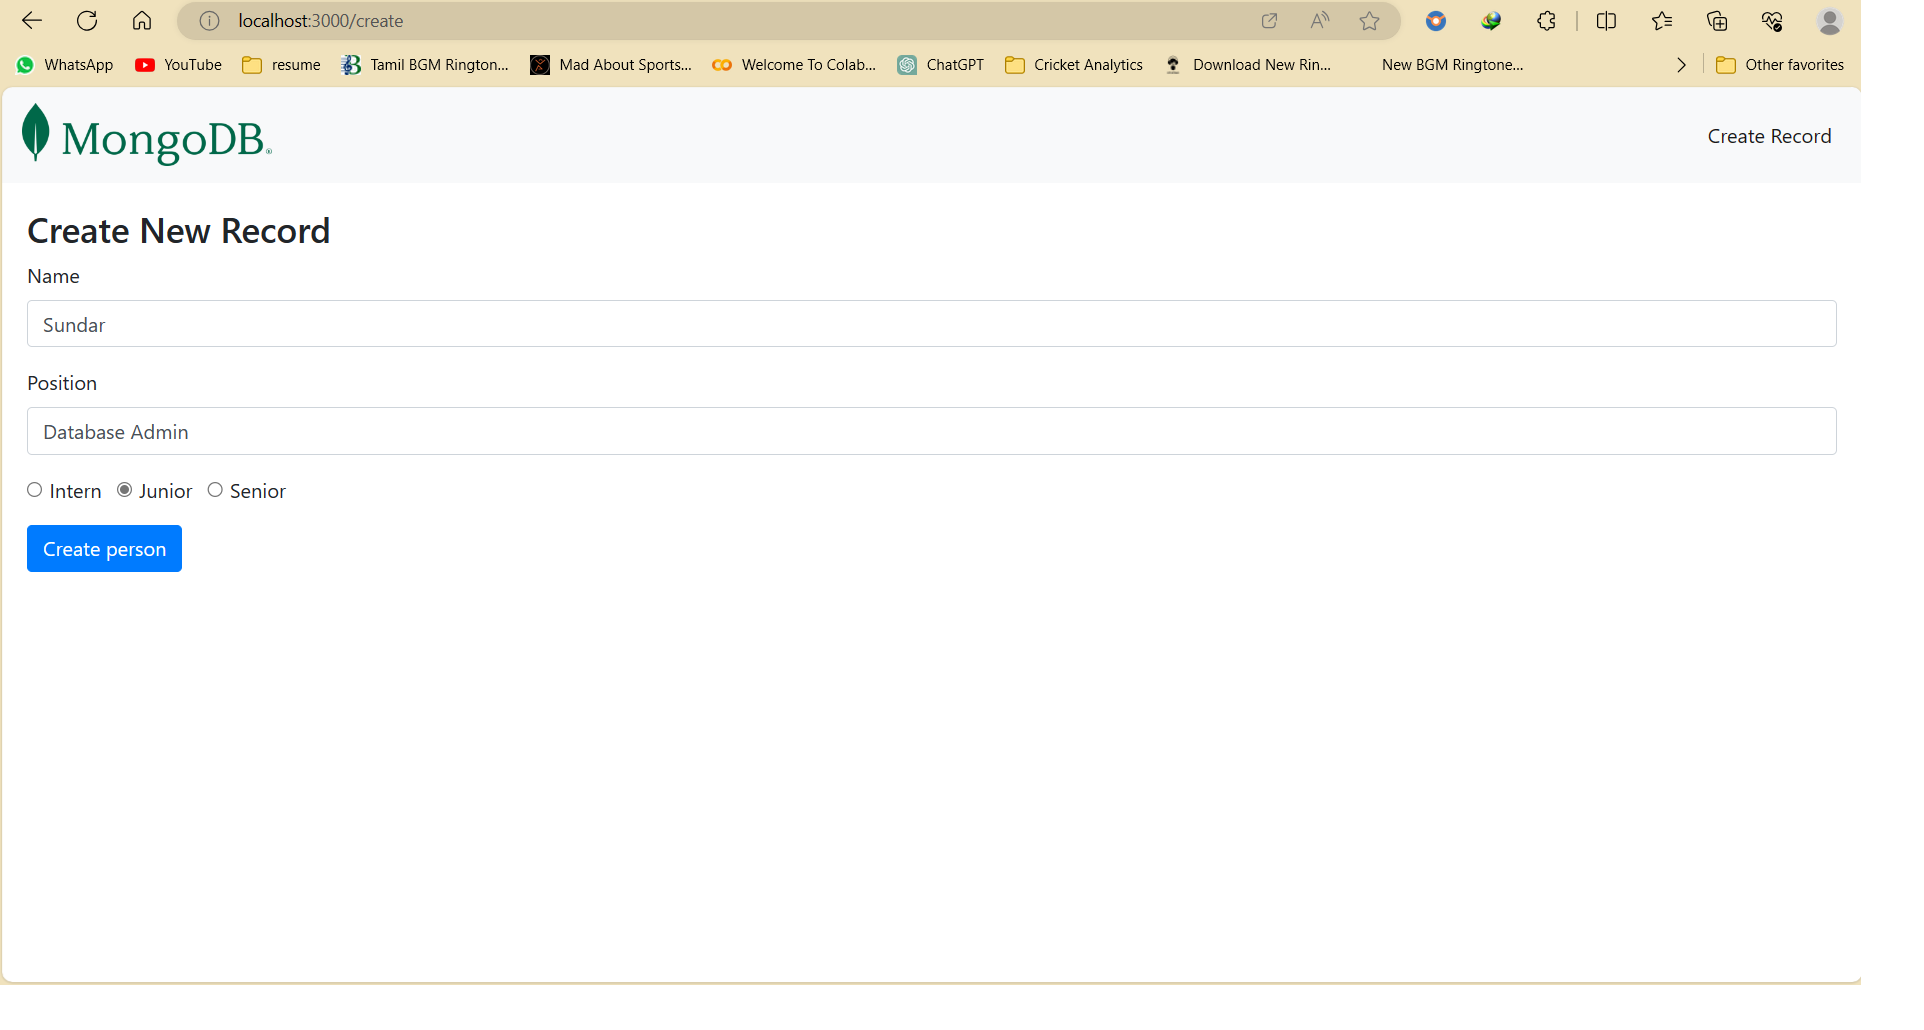 localhost:3000/create
WhatsApp YouTube resume Tamil BGM Rington... Mad About Sports... Welcome To Colab... ChatGPT Cricket Analytics Download New Rin... New BGM Ringtone... Other favorites
MongoDB® Create Record
Create New Record
Name
Sundar
Position
Database Admin
Intern Junior Senior
Create person